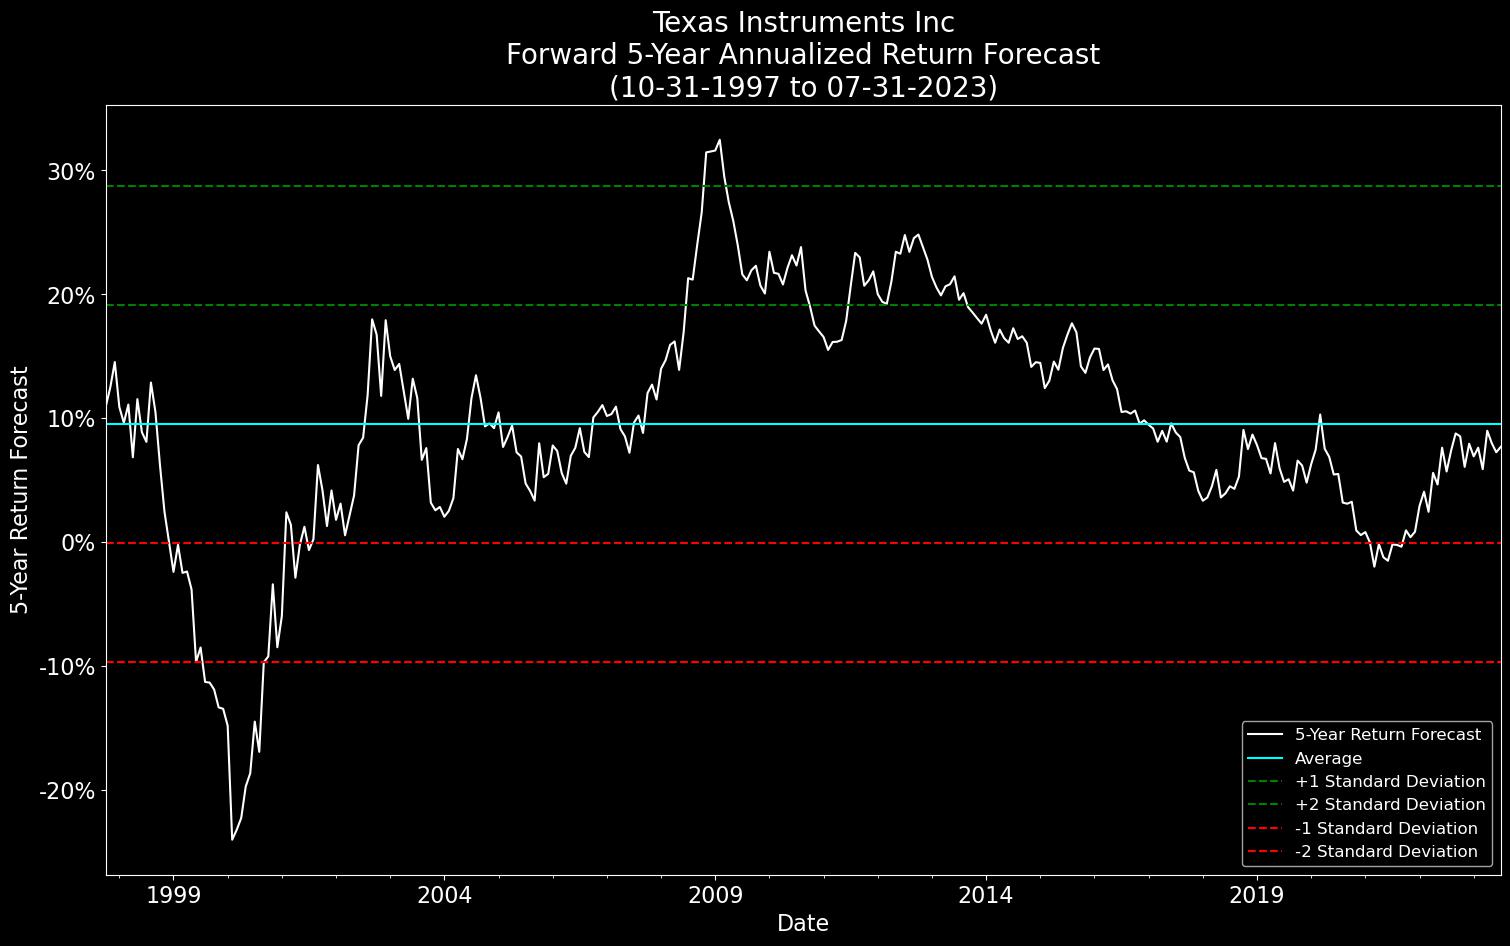 Texas Instruments Inc
Forward 5-Year Annualized Return Forecast
(10-31-1997 to 07-31-2023)
5-Year Return Forecast
30%
20%
10%
0%
-10%
-20%
5-Year Return Forecast
Average
+1 Standard Deviation
+2 Standard Deviation
-1 Standard Deviation
-2 Standard Deviation
1999
2004
2009
2014
2019
Date